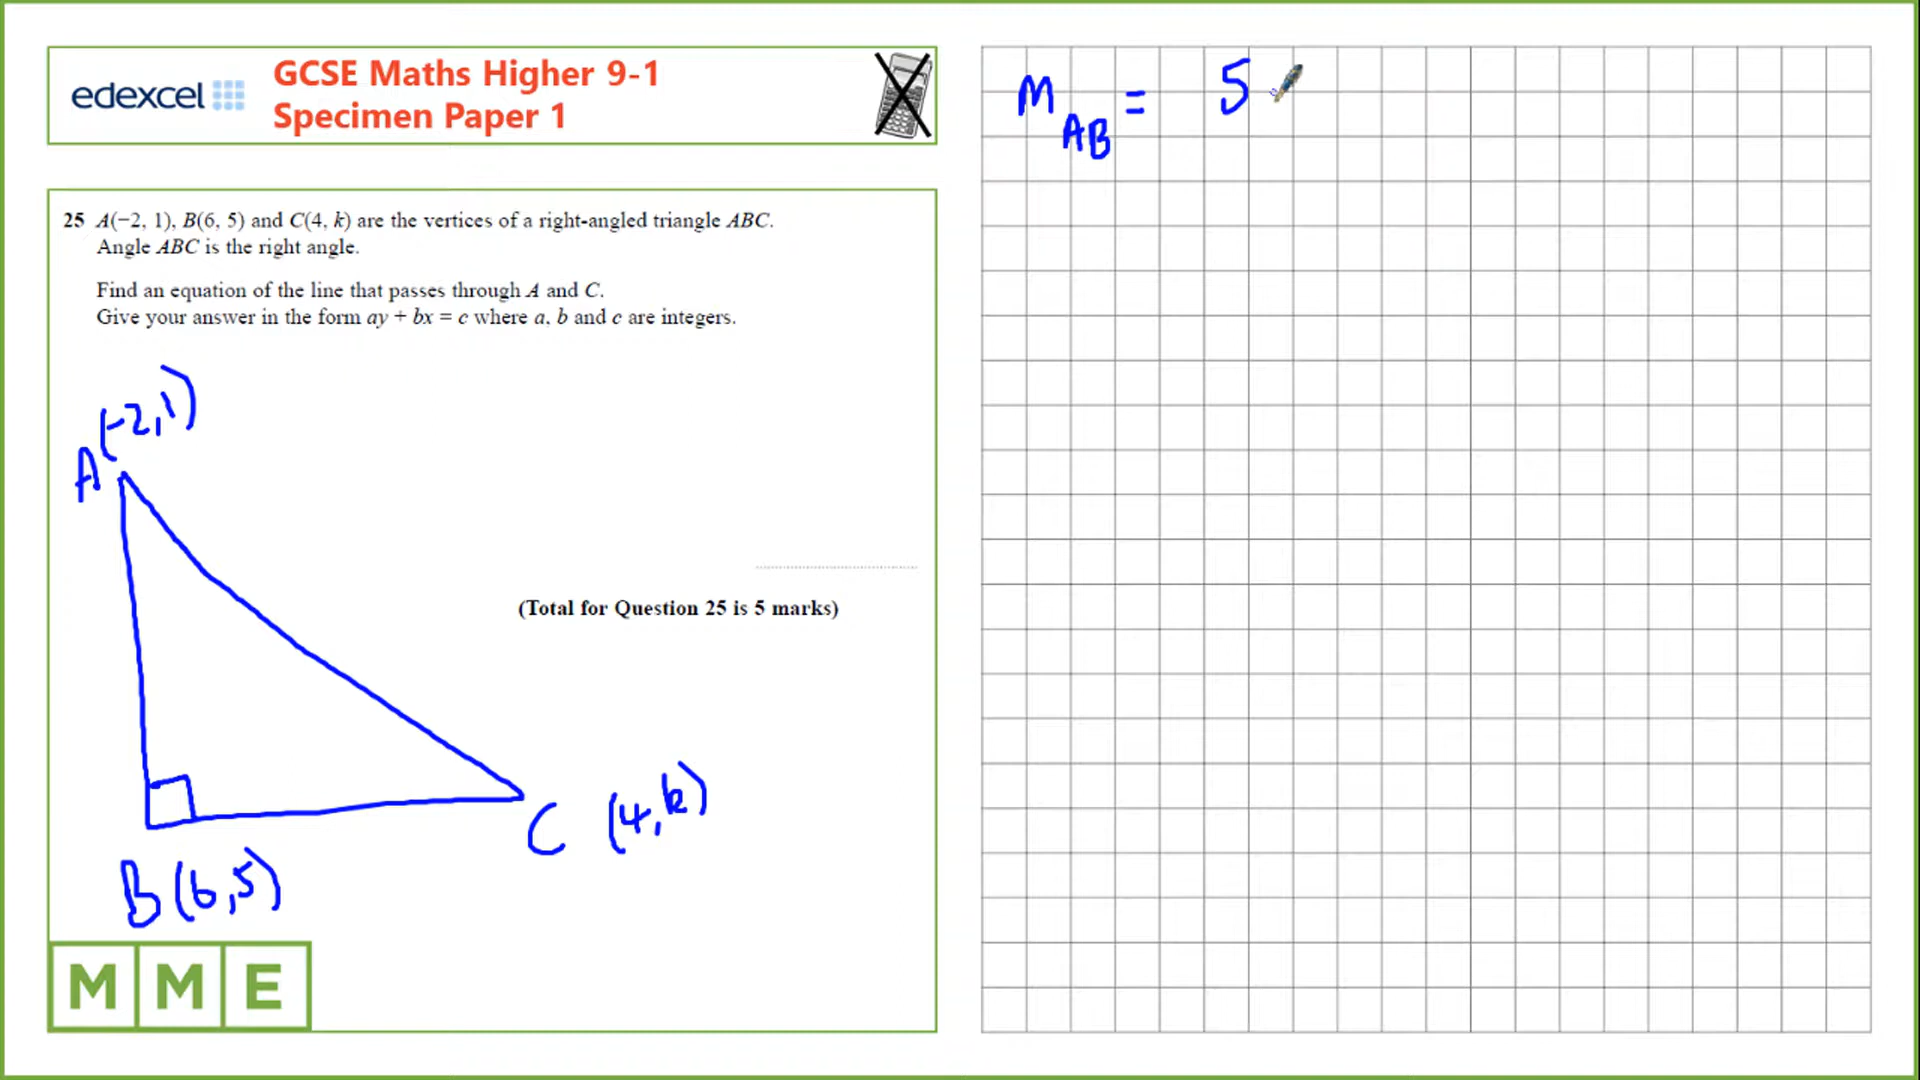 edexcel
GCSE Maths Higher 9-1
Specimen Paper 1
25 A(−2, 1), B(6, 5) and C(4, k) are the vertices of a right-angled triangle ABC.
Angle ABC is the right angle.
Find an equation of the line that passes through A and C.
Give your answer in the form ay + bx = c where a, b and c are integers.
A (-2,1)
(Total for Question 25 is 5 marks)
C (4,k)
B (6,5)
MME
M AB = 5